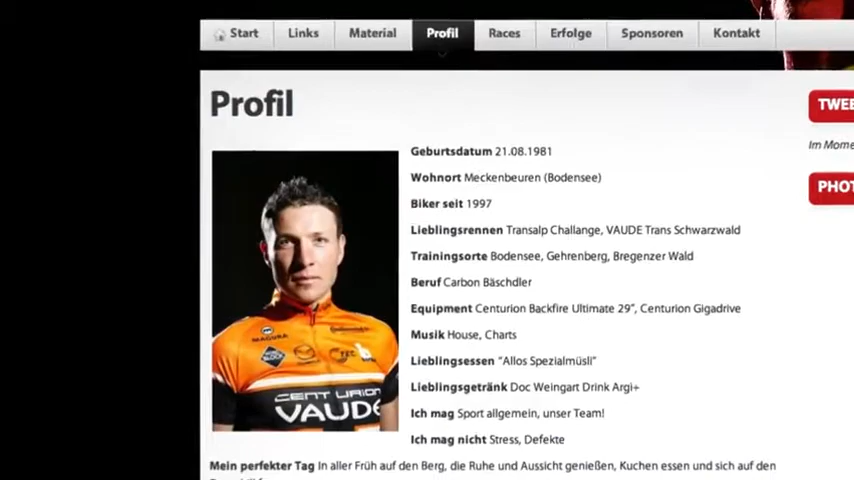 Start Links Material Profil Races Erfolge Sponsoren Kontakt
Profil
TWEE
Im Mome
PHOT
Geburtsdatum 21.08.1981
Wohnort Meckenbeuren (Bodensee)
Biker seit 1997
Lieblingsrennen Transalp Challange, VAUDE Trans Schwarzwald
Trainingsorte Bodensee, Gehrenberg, Bregenzer Wald
Beruf Carbon Bäschdler
Equipment Centurion Backfire Ultimate 29", Centurion Gigadrive
Musik House, Charts
Lieblingsessen "Allos Spezialmüsli"
Lieblingsgetränk Doc Weingart Drink Argi+
Ich mag Sport allgemein, unser Team!
Ich mag nicht Stress, Defekte
Mein perfekter Tag In aller Früh auf den Berg, die Ruhe und Aussicht genießen, Kuchen essen und sich auf den
MAGURA
CENTURION
VAUDE